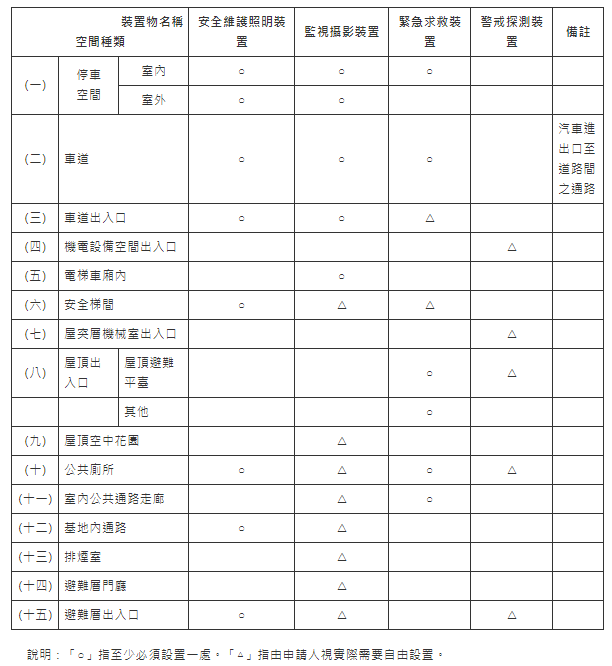 裝置物名稱
空間種類
安全維護照明裝
置
監視攝影裝置
緊急求救裝
置
警戒探測裝
置
備註
(一)
停車
空間
室內
○ ○ ○
室外
○ ○
(二) 車道 ○ ○ ○
汽車進
出口至
道路間
之通路
(三) 車道出入口 ○ ○ △
(四) 機電設備空間出入口 △
(五) 電梯車廂內 ○
(六) 安全梯間 ○ △ △
(七) 屋突層機械室出入口 △
(八)
屋頂出
入口
屋頂避難
平臺
○ △
其他 ○
(九) 屋頂空中花園 △
(十) 公共廁所 ○ △ ○ △
(十一) 室內公共通路走廊 △ ○
(十二) 基地內通路 ○ △
(十三) 排煙室 △
(十四) 避難層門廳 △
(十五) 避難層出入口 ○ △ △
說明：「○」指至少必須設置一處。「△」指由申請人視實際需要自由設置。